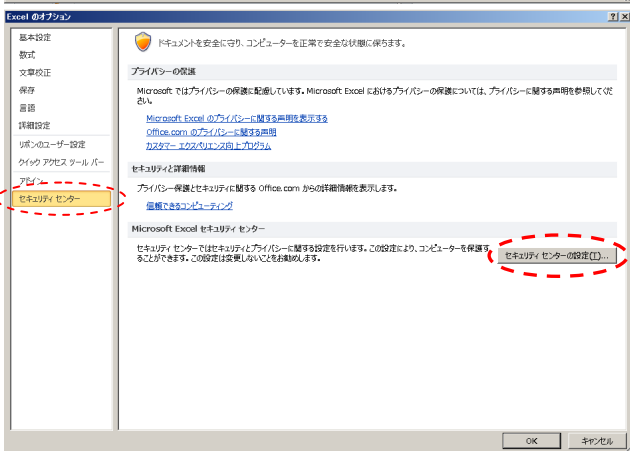 Excel のオプション
基本設定
数式
文章校正
保存
言語
詳細設定
リボンのユーザー設定
クイック アクセス ツール バー
アドイン
セキュリティ センター
ドキュメントを安全に守り、コンピューターを正常で安全な状態に保ちます。
プライバシーの保護
Microsoft ではプライバシーの保護に配慮しています。Microsoft Excel におけるプライバシーの保護については、プライバシーに関する声明を参照してくだ
さい。
Microsoft Excel のプライバシーに関する声明を表示する
Office.com のプライバシーに関する声明
カスタマー エクスペリエンス向上プログラム
セキュリティと詳細情報
プライバシー保護とセキュリティに関する Office.com からの詳細情報を表示します。
信頼できるコンピューティング
Microsoft Excel セキュリティ センター
セキュリティ センターではセキュリティとプライバシーに関する設定を行います。この設定により、コンピューターを保護す
ることができます。この設定は変更しないことをお勧めします。
セキュリティ センターの設定(T)...
OK
キャンセル